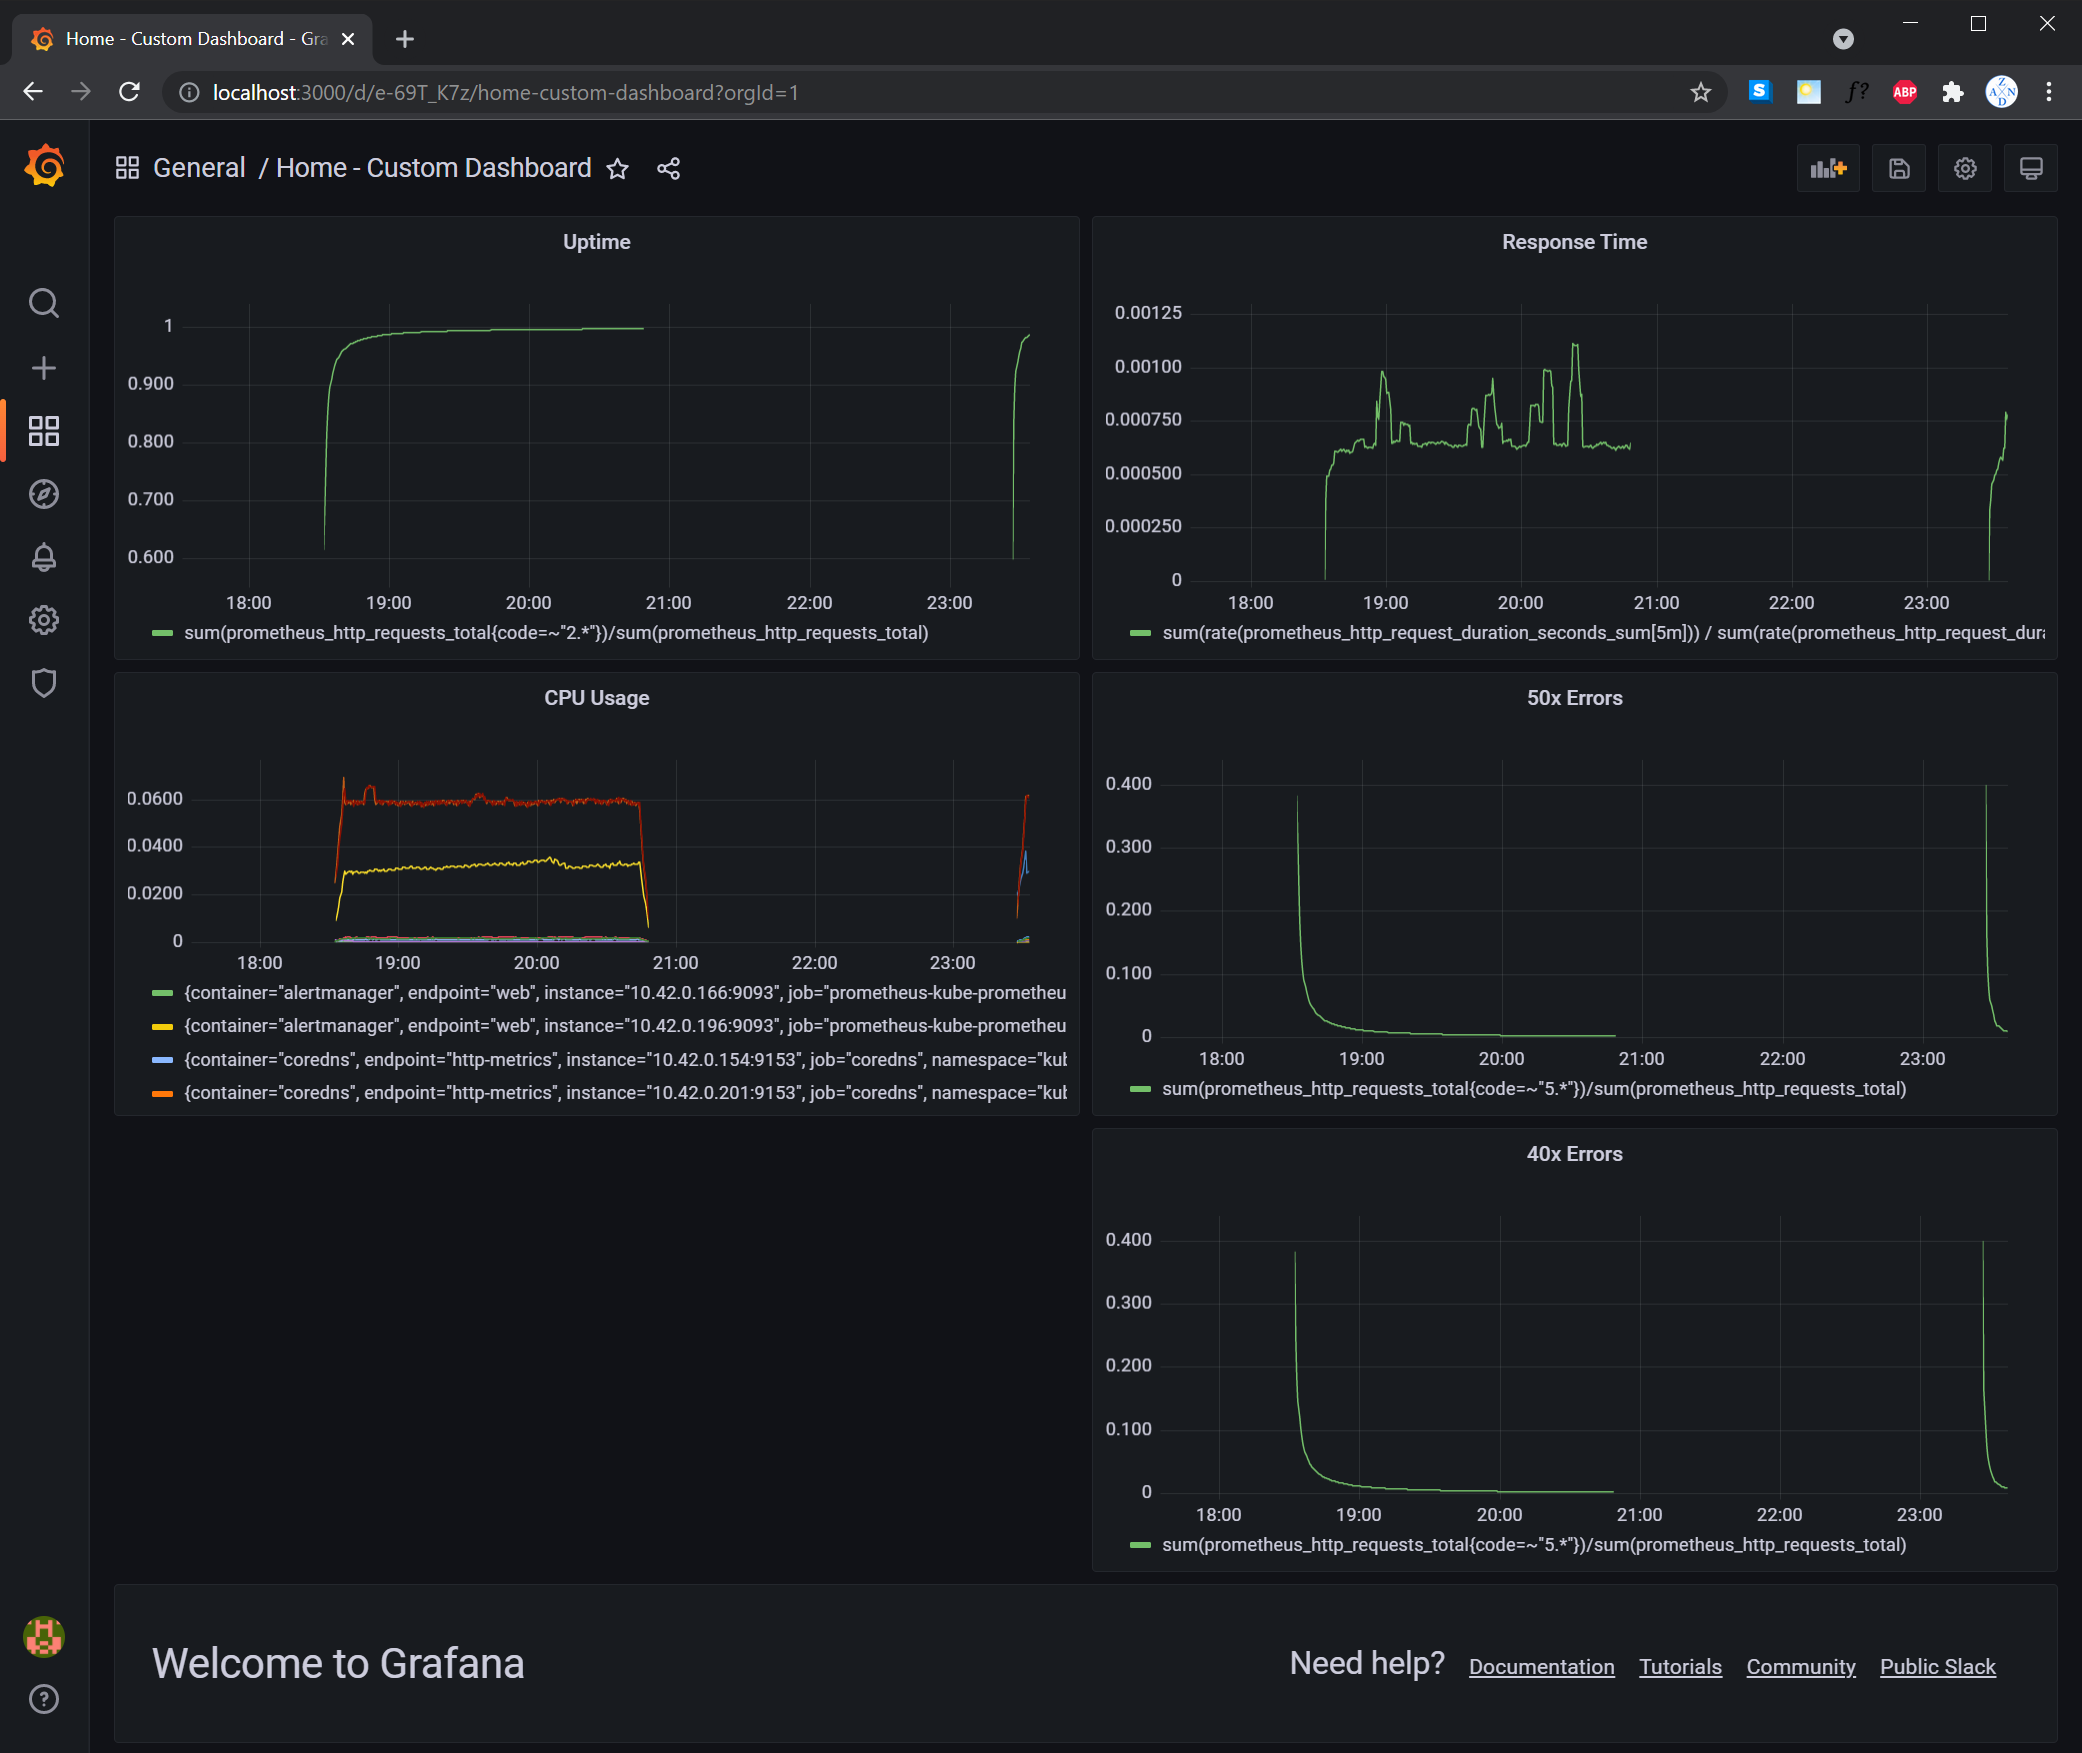 Home - Custom Dashboard - Gra
localhost:3000/d/e-69T_K7z/home-custom-dashboard?orgId=1
S
f?
ABP
Z
A N
D
General / Home - Custom Dashboard
Uptime
1
0.900
0.800
0.700
0.600
18:00 19:00 20:00 21:00 22:00 23:00
sum(prometheus_http_requests_total{code=~"2.*"})/sum(prometheus_http_requests_total)
Response Time
0.00125
0.00100
0.000750
0.000500
0.000250
0
18:00 19:00 20:00 21:00 22:00 23:00
sum(rate(prometheus_http_request_duration_seconds_sum[5m])) / sum(rate(prometheus_http_request_dura
CPU Usage
0.0600
0.0400
0.0200
0
18:00 19:00 20:00 21:00 22:00 23:00
{container="alertmanager", endpoint="web", instance="10.42.0.166:9093", job="prometheus-kube-prometheu
{container="alertmanager", endpoint="web", instance="10.42.0.196:9093", job="prometheus-kube-prometheu
{container="coredns", endpoint="http-metrics", instance="10.42.0.154:9153", job="coredns", namespace="kub
{container="coredns", endpoint="http-metrics", instance="10.42.0.201:9153", job="coredns", namespace="kub
50x Errors
0.400
0.300
0.200
0.100
0
18:00 19:00 20:00 21:00 22:00 23:00
sum(prometheus_http_requests_total{code=~"5.*"})/sum(prometheus_http_requests_total)
40x Errors
0.400
0.300
0.200
0.100
0
18:00 19:00 20:00 21:00 22:00 23:00
sum(prometheus_http_requests_total{code=~"5.*"})/sum(prometheus_http_requests_total)
Welcome to Grafana
Need help? Documentation Tutorials Community Public Slack